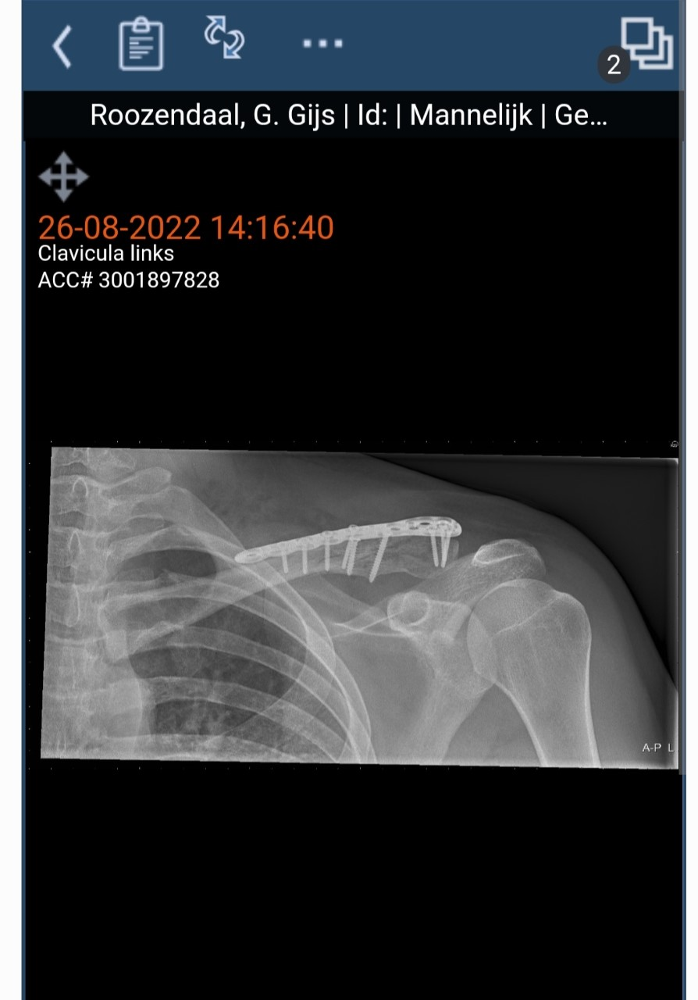 2
Roozendaal, G. Gijs | Id: | Mannelijk | Ge...
26-08-2022 14:16:40
Clavicula links
ACC# 3001897828
A-P L